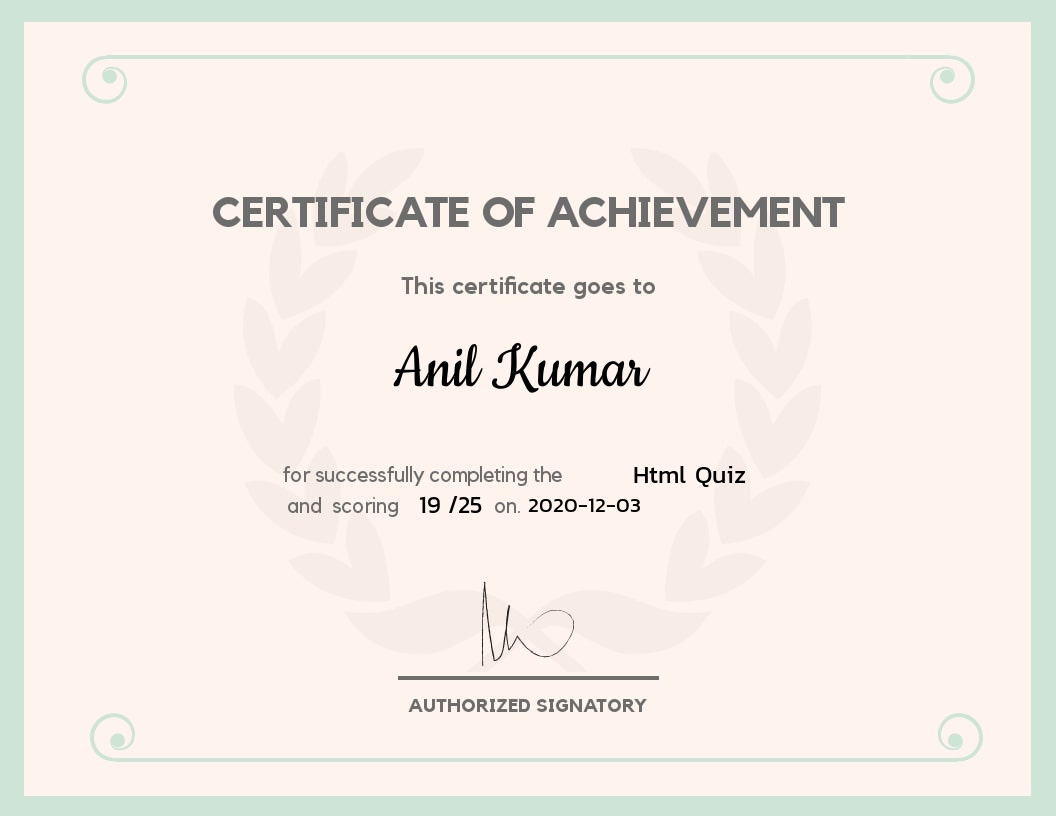 CERTIFICATE OF ACHIEVEMENT
This certificate goes to
Anil Kumar
for successfully completing the Html Quiz
and scoring 19 /25 on. 2020-12-03
AUTHORIZED SIGNATORY